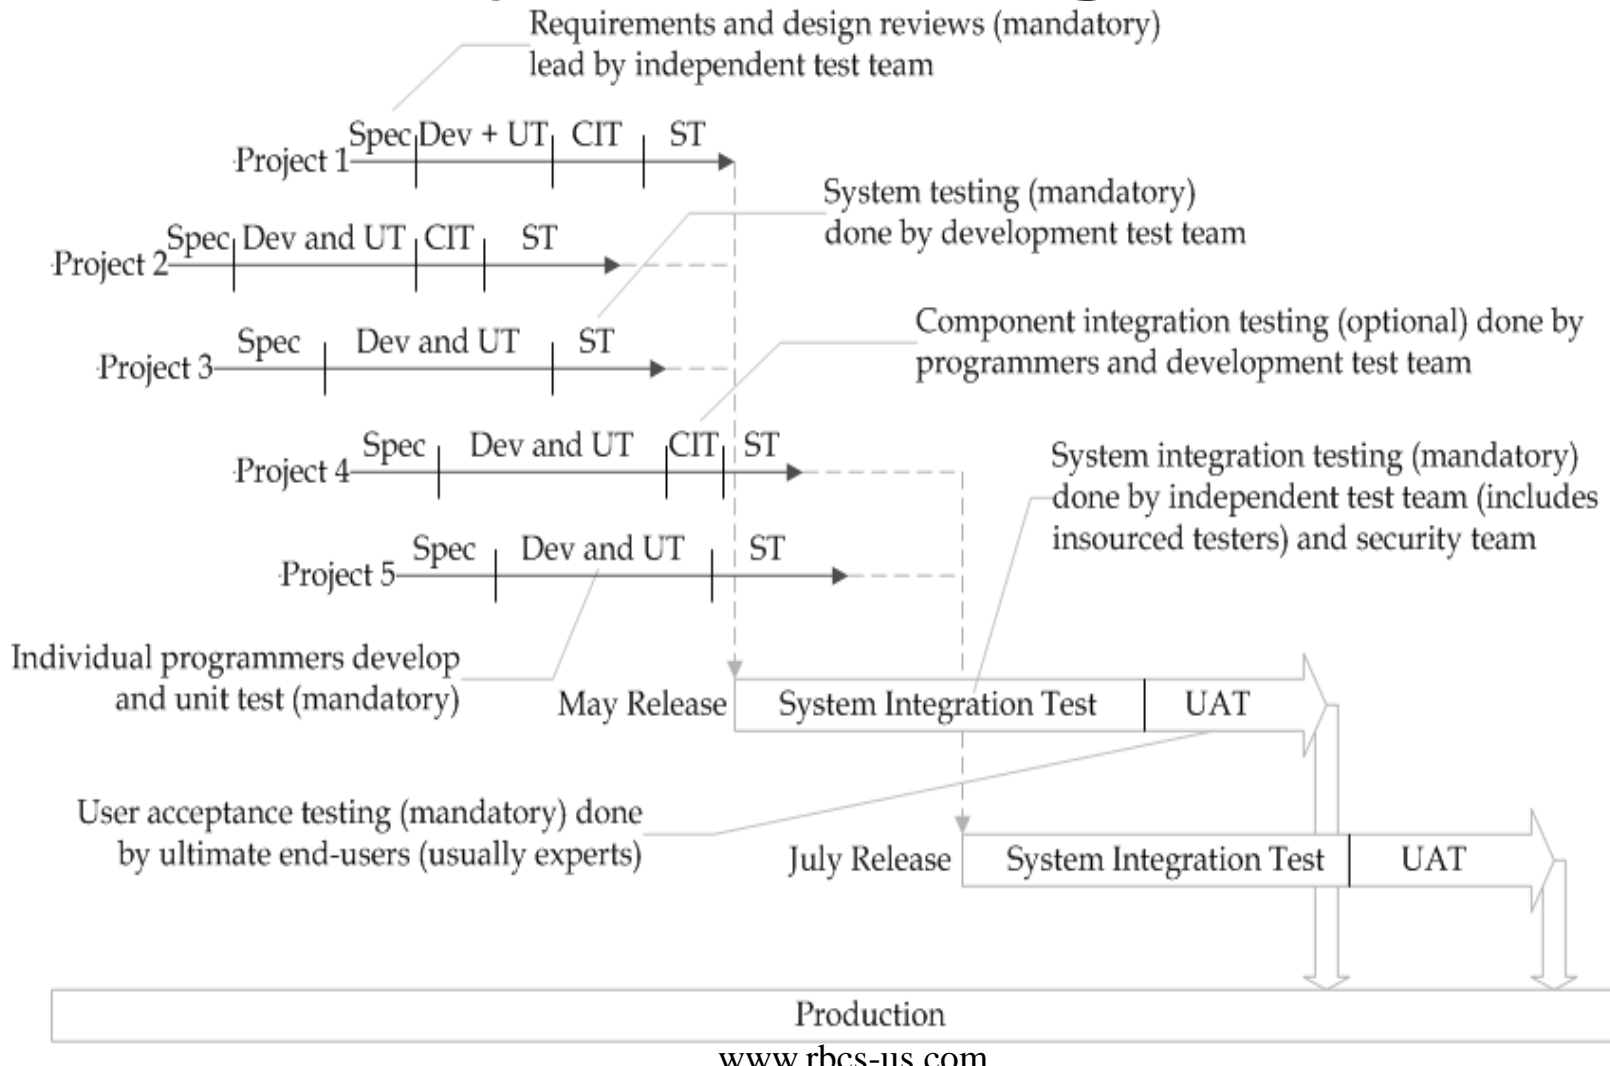 Requirements and design reviews (mandatory)
lead by independent test team
Spec Dev + UT CIT ST
Project 1
System testing (mandatory)
done by development test team
Spec Dev and UT CIT ST
Project 2
Component integration testing (optional) done by
programmers and development test team
Spec Dev and UT ST
Project 3
Spec Dev and UT CIT ST
Project 4
System integration testing (mandatory)
done by independent test team (includes
insourced testers) and security team
Spec Dev and UT ST
Project 5
Individual programmers develop
and unit test (mandatory)
May Release System Integration Test UAT
User acceptance testing (mandatory) done
by ultimate end-users (usually experts)
July Release System Integration Test UAT
Production
www.rbcs-us.com